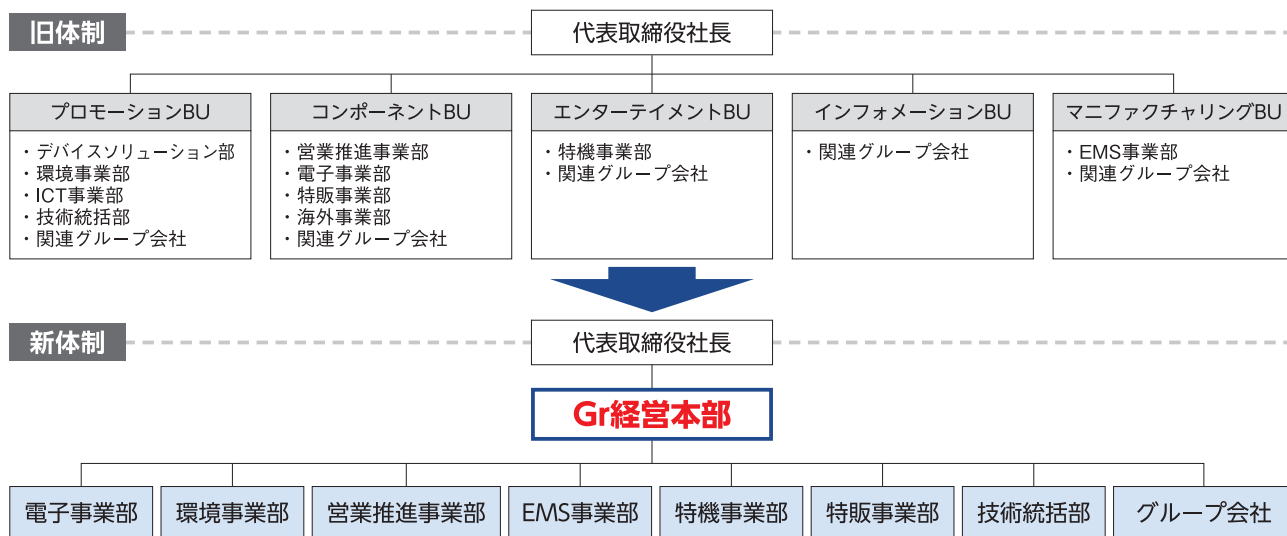 旧体制
代表取締役社長
プロモーションBU
・デバイスソリューション部
・環境事業部
・ICT事業部
・技術統括部
・関連グループ会社
コンポーネントBU
・営業推進事業部
・電子事業部
・特販事業部
・海外事業部
・関連グループ会社
エンターテイメントBU
・特機事業部
・関連グループ会社
インフォメーションBU
・関連グループ会社
マニファクチャリングBU
・EMS事業部
・関連グループ会社
新体制
代表取締役社長
Gr経営本部
電子事業部
環境事業部
営業推進事業部
EMS事業部
特機事業部
特販事業部
技術統括部
グループ会社